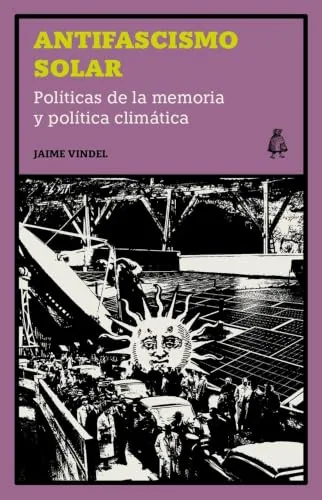 ANTIFASCISMO
SOLAR
Políticas de la memoria
y política climática
JAIME VINDEL